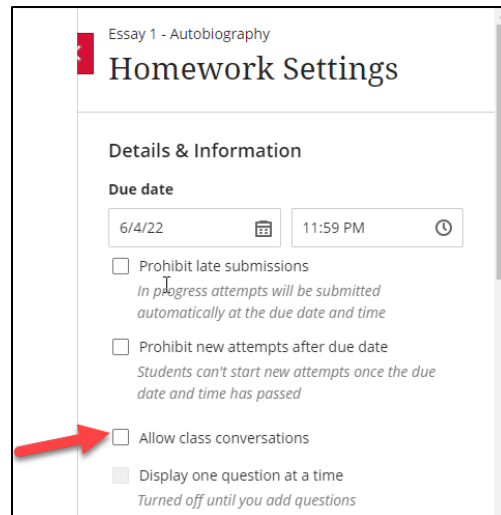 Essay 1 - Autobiography
Homework Settings
Details & Information
Due date
6/4/22
11:59 PM
Prohibit late submissions
In progress attempts will be submitted
automatically at the due date and time
Prohibit new attempts after due date
Students can't start new attempts once the due
date and time has passed
Allow class conversations
Display one question at a time
Turned off until you add questions